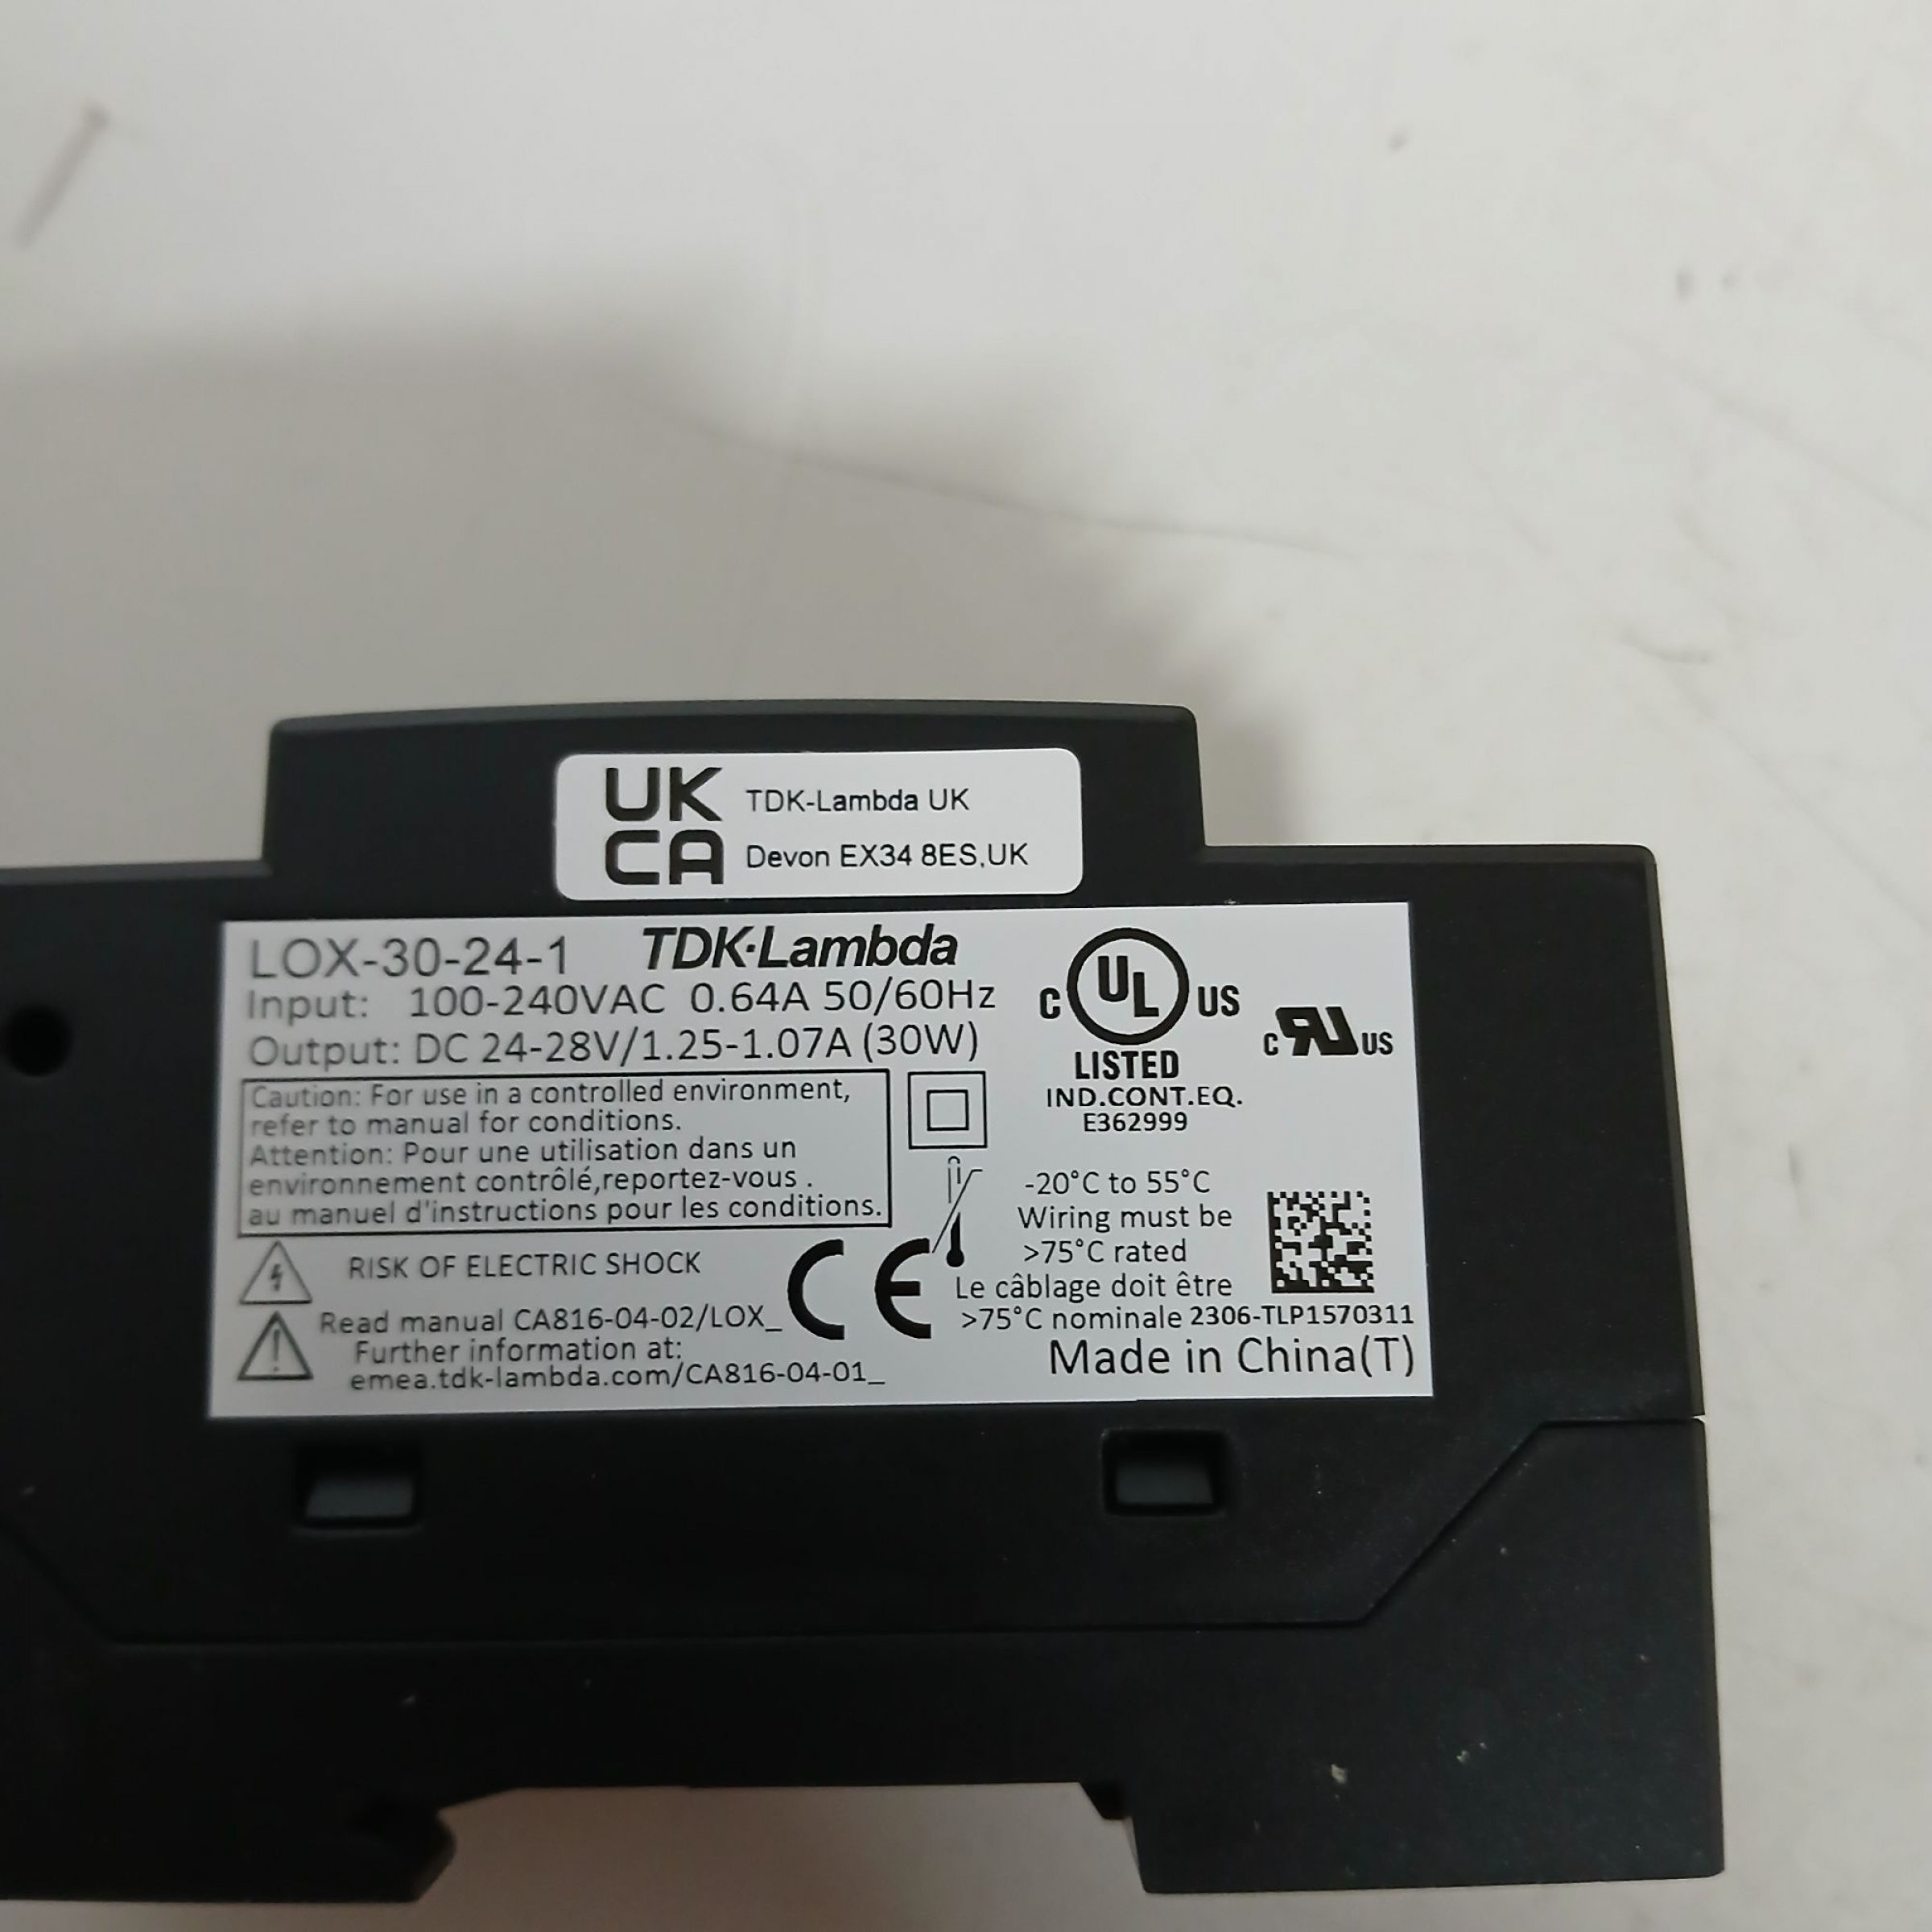 UK
CA
TDK-Lambda UK
Devon EX34 8ES,UK
LOX-30-24-1 TDK·Lambda
Input: 100-240VAC 0.64A 50/60Hz
Output: DC 24-28V/1.25-1.07A (30W)
C UL US
LISTED
IND.CONT.EQ.
E362999
c RU US
Caution: For use in a controlled environment,
refer to manual for conditions.
Attention: Pour une utilisation dans un
environnement contrôlé,reportez-vous .
au manuel d'instructions pour les conditions.
-20°C to 55°C
Wiring must be
>75°C rated
Le câblage doit être
>75°C nominale 2306-TLP1570311
RISK OF ELECTRIC SHOCK
CE
Read manual CA816-04-02/LOX_
Further information at:
emea.tdk-lambda.com/CA816-04-01_
Made in China(T)